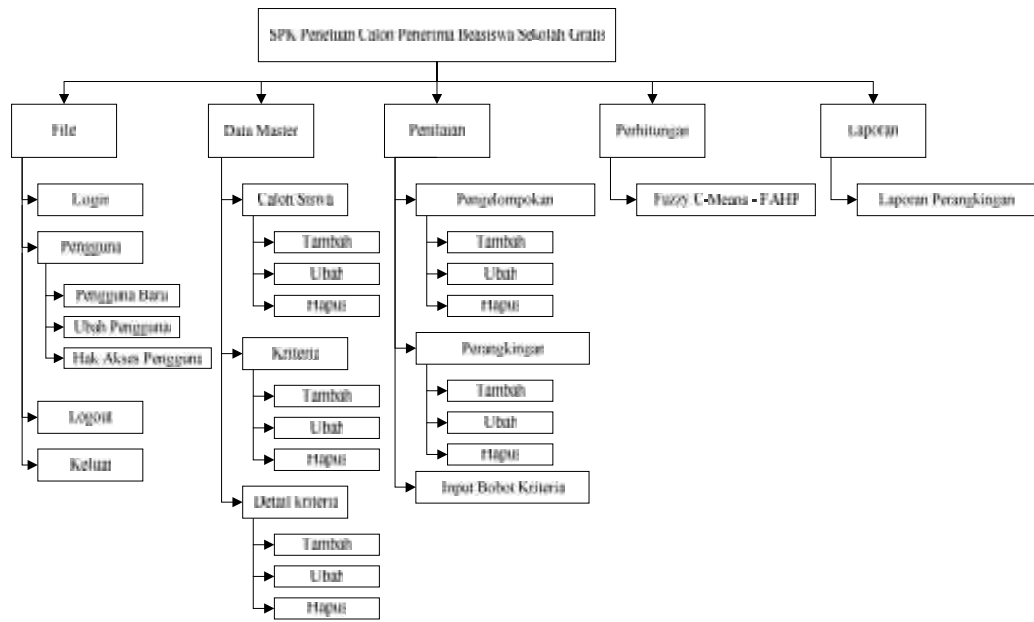 SPK Penetuan Calon Penerima Beasiswa Sekolah Gratis
File
Data Master
Penilaian
Perhitungan
Laporan
Login
Pengguna
Pengguna Baru
Ubah Pengguna
Hak Akses Pengguna
Logout
Keluar
Calon Siswa
Tambah
Ubah
Hapus
Kriteria
Tambah
Ubah
Hapus
Detail kriteria
Tambah
Ubah
Hapus
Pengelompokan
Tambah
Ubah
Hapus
Perangkingan
Tambah
Ubah
Hapus
Input Bobot Kriteria
Fuzzy C-Means - FAHP
Laporan Perangkingan